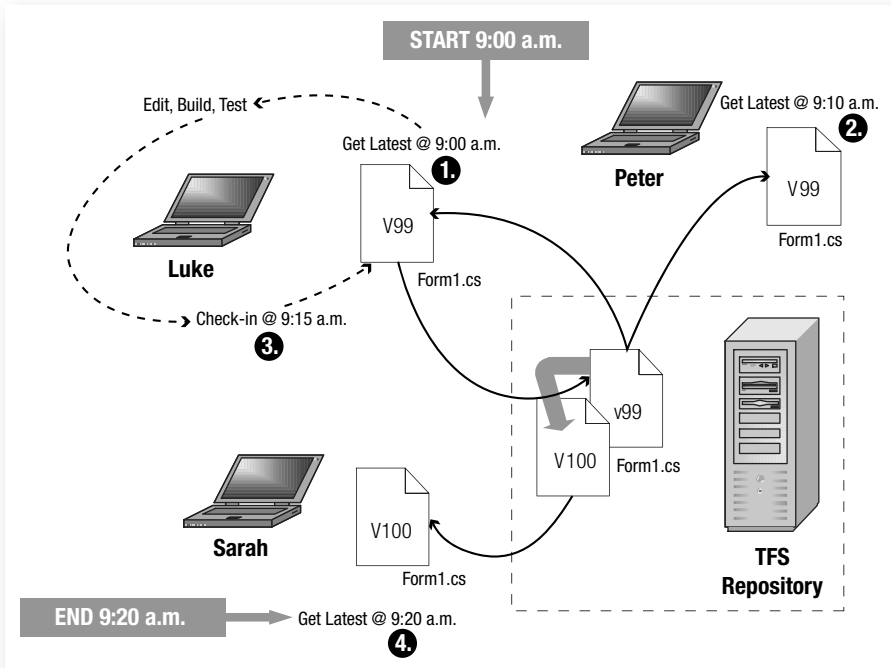 START 9:00 a.m.
Edit, Build, Test
Get Latest @ 9:00 a.m.
1.
Get Latest @ 9:10 a.m.
2.
Peter
V99
Form1.cs
V99
Form1.cs
Luke
Check-in @ 9:15 a.m.
3.
v99
Form1.cs
V100
TFS
Repository
Sarah
V100
Form1.cs
END 9:20 a.m.
Get Latest @ 9:20 a.m.
4.